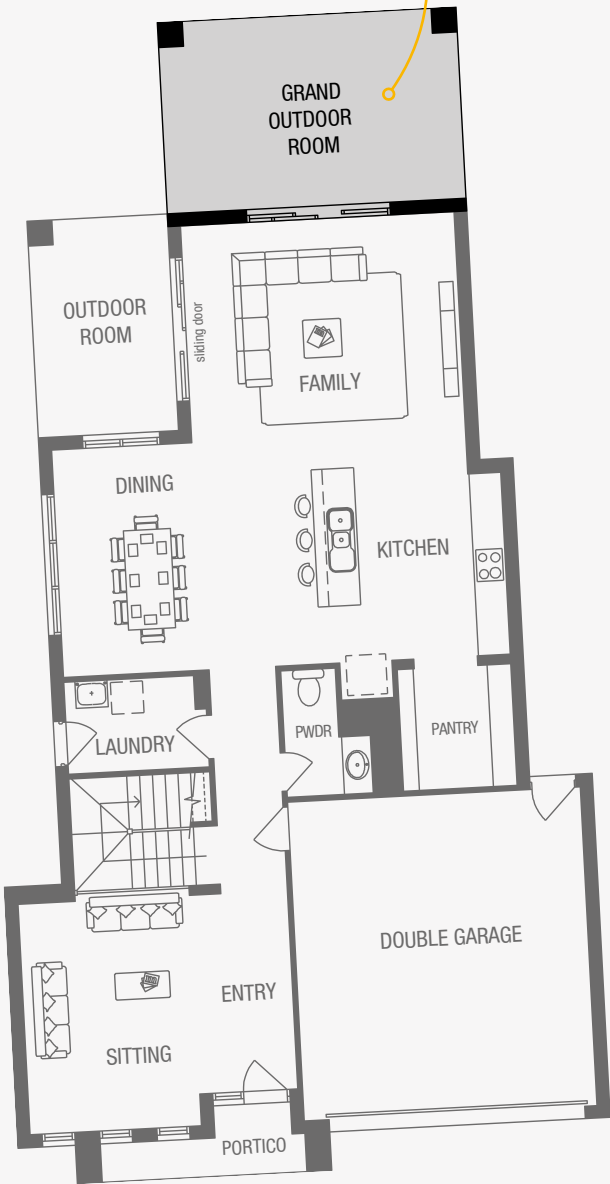 GRAND
OUTDOOR
ROOM
OUTDOOR
ROOM
sliding door
FAMILY
DINING
KITCHEN
LAUNDRY
PWDR
PANTRY
DOUBLE GARAGE
ENTRY
SITTING
PORTICO